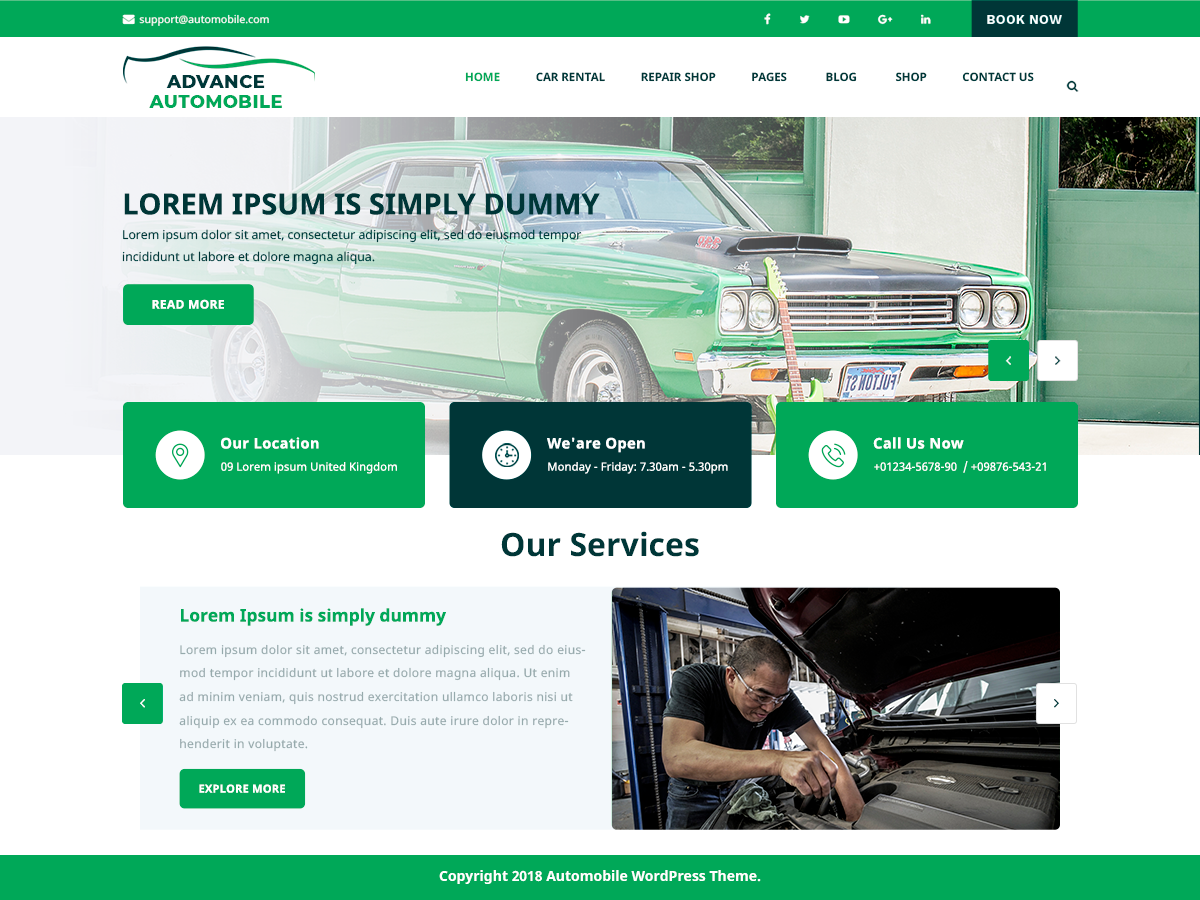 support@automobile.com
BOOK NOW
ADVANCE
AUTOMOBILE
HOME CAR RENTAL REPAIR SHOP PAGES BLOG SHOP CONTACT US
LOREM IPSUM IS SIMPLY DUMMY
Lorem ipsum dolor sit amet, consectetur adipiscing elit, sed do eiusmod tempor
incididunt ut labore et dolore magna aliqua.
READ MORE
FULTON ST
Our Location
09 Lorem ipsum United Kingdom
We'are Open
Monday - Friday: 7.30am - 5.30pm
Call Us Now
+01234-5678-90 / +09876-543-21
Our Services
Lorem Ipsum is simply dummy
Lorem ipsum dolor sit amet, consectetur adipiscing elit, sed do eius-
mod tempor incididunt ut labore et dolore magna aliqua. Ut enim
ad minim veniam, quis nostrud exercitation ullamco laboris nisi ut
aliquip ex ea commodo consequat. Duis aute irure dolor in repre-
henderit in voluptate.
EXPLORE MORE
Copyright 2018 Automobile WordPress Theme.